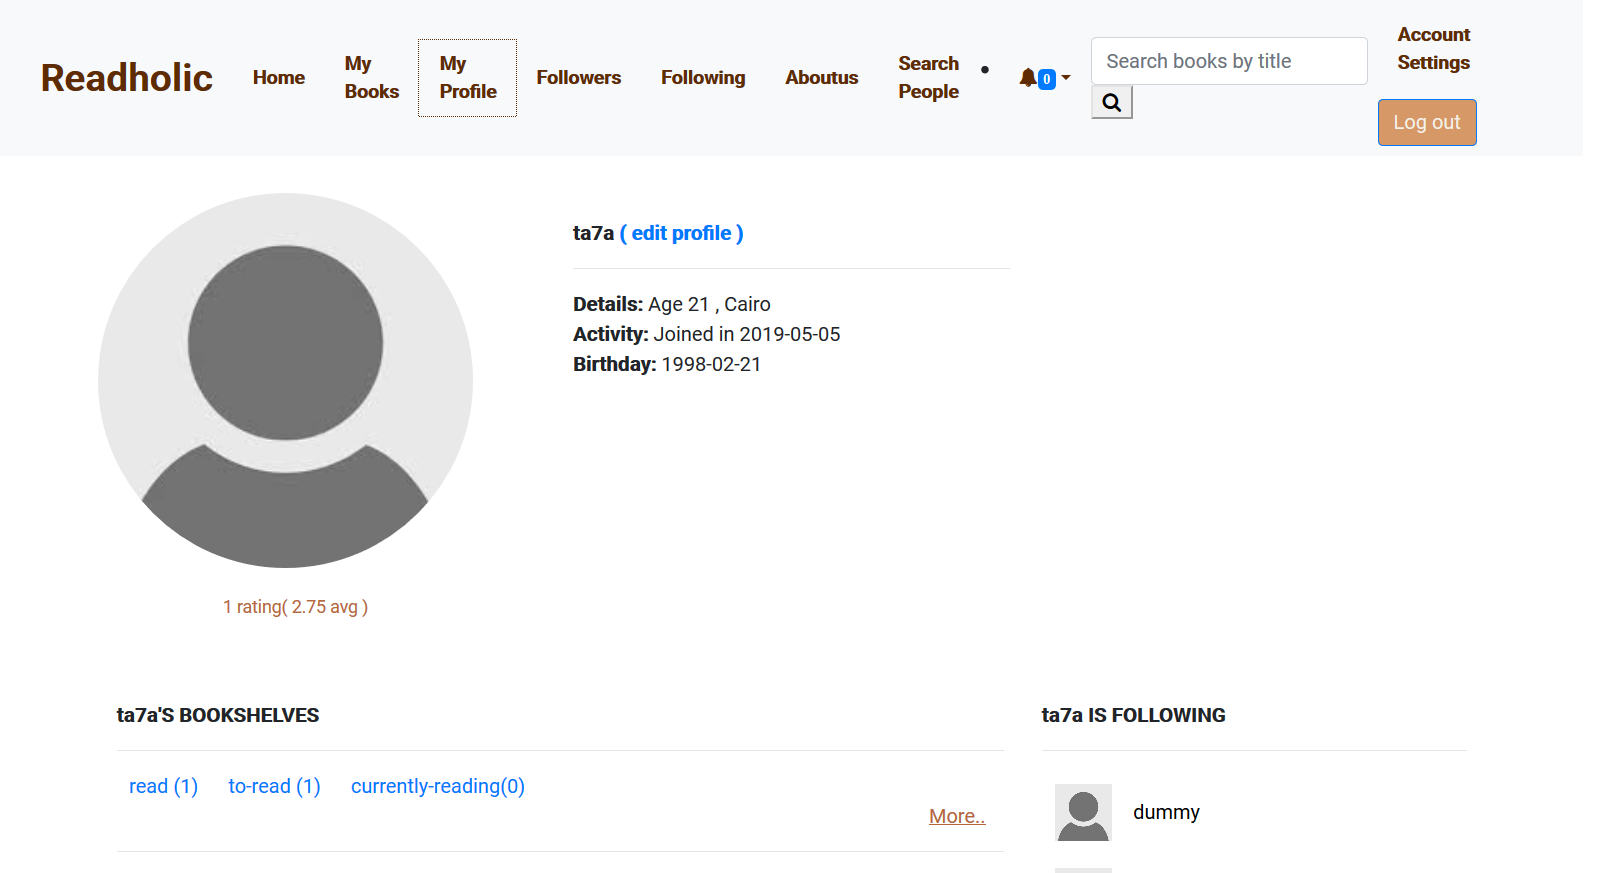 Readholic
Home
My
Books
My
Profile
Followers
Following
Aboutus
Search
People
0
Search books by title
Account
Settings
Log out
ta7a ( edit profile )
Details: Age 21 , Cairo
Activity: Joined in 2019-05-05
Birthday: 1998-02-21
1 rating( 2.75 avg )
ta7a'S BOOKSHELVES
read (1) to-read (1) currently-reading(0)
More..
ta7a IS FOLLOWING
dummy